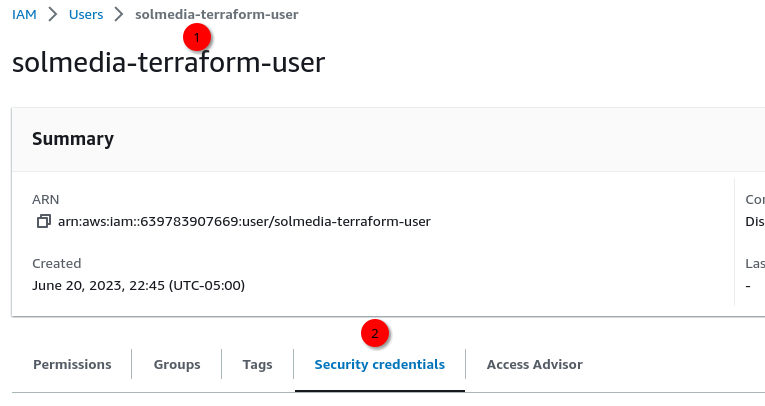 IAM > Users > solmedia-terraform-user
1
solmedia-terraform-user
Summary
ARN
arn:aws:iam::639783907669:user/solmedia-terraform-user
Created
June 20, 2023, 22:45 (UTC-05:00)
Cor
Dis
Las
-
2
Permissions Groups Tags Security credentials Access Advisor